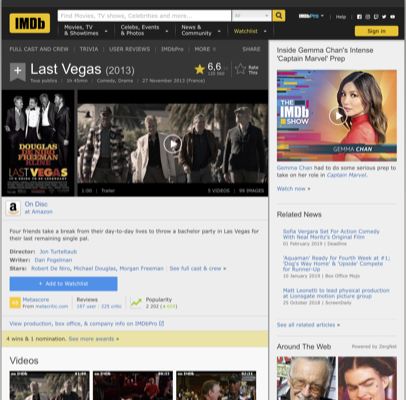 IMDb
Find Movies, TV shows, Celebrities and more...
All
IMDbPro
Help
Movies, TV
& Showtimes
Celebs, Events
& Photos
News &
Community
Watchlist
Sign in
FULL CAST AND CREW | TRIVIA | USER REVIEWS | IMDbPro | MORE
SHARE
Last Vegas (2013)
6,6
Rate
This
Tous publics | 1h 45min | Comedy, Drama | 27 November 2013 (France)
DOUGLAS
DE NIRO
FREEMAN
KLINE
LAST VEGAS
1:00 | Trailer
5 VIDEOS | 99 IMAGES
On Disc
at Amazon
Four friends take a break from their day-to-day lives to throw a bachelor party in Las Vegas for
their last remaining single pal.
Director: Jon Turteltaub
Writer: Dan Fogelman
Stars: Robert De Niro, Michael Douglas, Morgan Freeman | See full cast & crew »
+ Add to Watchlist
Metascore
From metacritic.com
Reviews
187 user | 225 critic
Popularity
2 202
View production, box office, & company info on IMDbPro
4 wins & 1 nomination. See more awards »
Videos
Inside Gemma Chan's Intense
'Captain Marvel' Prep
THE
IMDb
SHOW
GEMMA CHAN
Gemma Chan had to do some serious prep to
take on her role in Captain Marvel.
Watch now »
Related News
Sofia Vergara Set For Action Comedy
With Real Moritz's Original Film
01 February 2019 | Deadline
'Aquaman' Ready for Fourth Week at #1;
'Dog's Way Home' & 'Upside' Compete
for Runner-Up
16 January 2019 | Box Office Mojo
Matt Leonetti to lead physical production
at Lionsgate motion picture group
25 October 2018 | ScreenDaily
See all related articles »
Around The Web | Powered by ZergNet